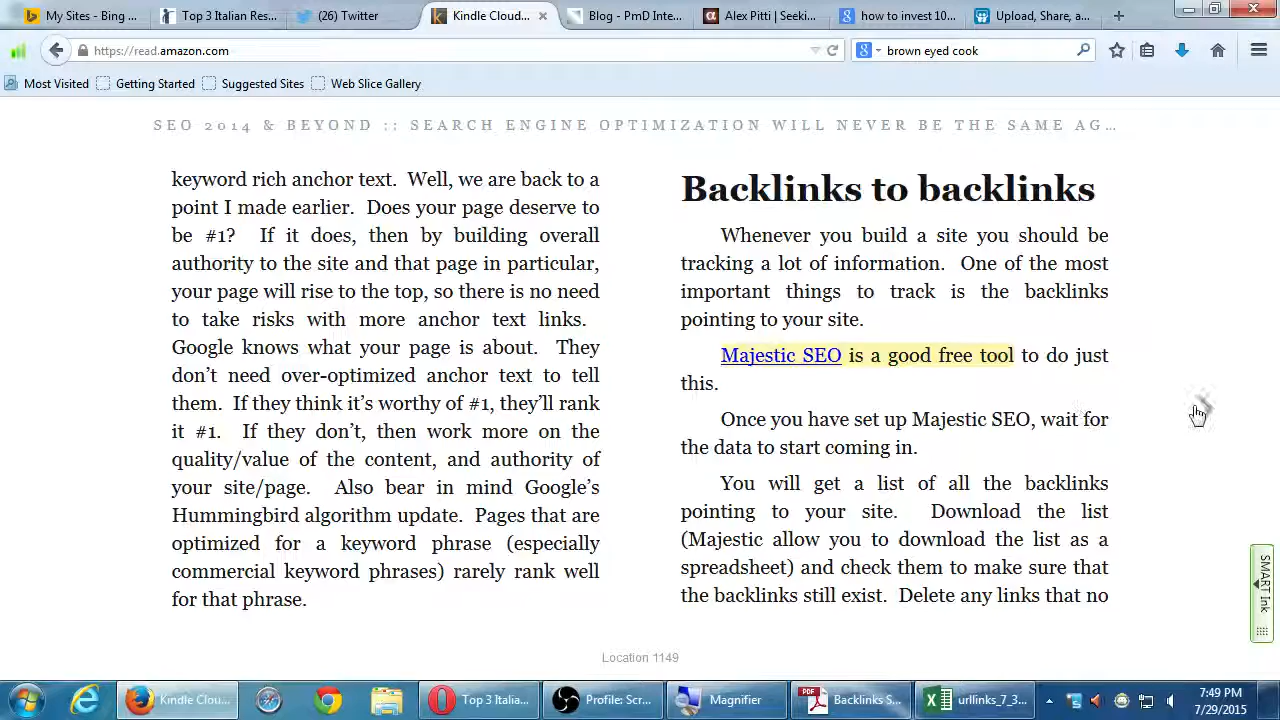 My Sites - Bing ...
Top 3 Italian Res...
(26) Twitter
Kindle Cloud...
Blog - PmD Inte...
Alex Pitti | Seeki...
how to invest 10...
Upload, Share, a...
https://read.amazon.com
brown eyed cook
Most Visited
Getting Started
Suggested Sites
Web Slice Gallery
SEO 2014 & BEYOND :: SEARCH ENGINE OPTIMIZATION WILL NEVER BE THE SAME AG...
keyword rich anchor text. Well, we are back to a
point I made earlier. Does your page deserve to
be #1? If it does, then by building overall
authority to the site and that page in particular,
your page will rise to the top, so there is no need
to take risks with more anchor text links.
Google knows what your page is about. They
don't need over-optimized anchor text to tell
them. If they think it's worthy of #1, they'll rank
it #1. If they don't, then work more on the
quality/value of the content, and authority of
your site/page. Also bear in mind Google's
Hummingbird algorithm update. Pages that are
optimized for a keyword phrase (especially
commercial keyword phrases) rarely rank well
for that phrase.
Backlinks to backlinks
Whenever you build a site you should be
tracking a lot of information. One of the most
important things to track is the backlinks
pointing to your site.
Majestic SEO is a good free tool to do just
this.
Once you have set up Majestic SEO, wait for
the data to start coming in.
You will get a list of all the backlinks
pointing to your site. Download the list
(Majestic allow you to download the list as a
spreadsheet) and check them to make sure that
the backlinks still exist. Delete any links that no
SMART Ink
Location 1149
Kindle Clou...
Top 3 Italia...
Profile: Scr...
Magnifier
Backlinks S...
urllinks_7_3...
7:49 PM
7/29/2015